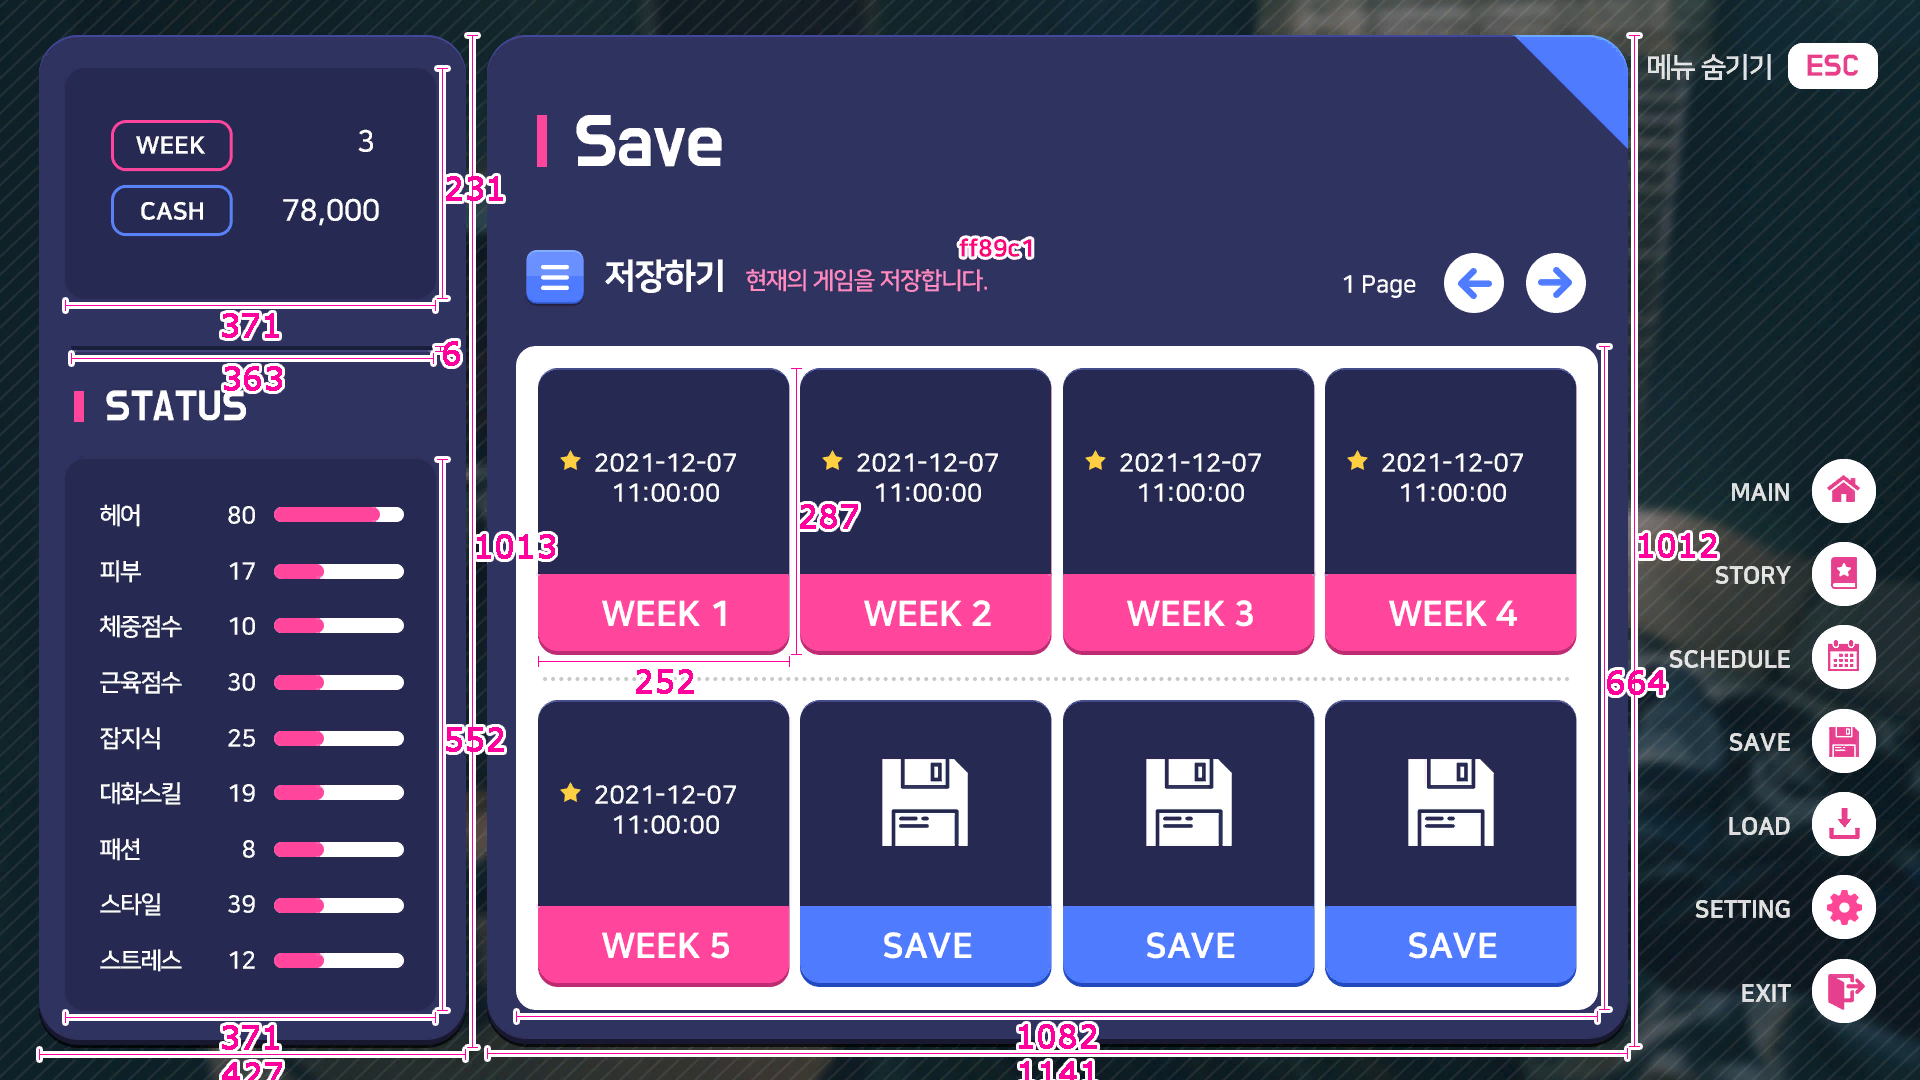 메뉴 숨기기 ESC
WEEK 3
CASH 78,000
231
371
6
363
STATUS
헤어 80
피부 17
체중점수 10
근육점수 30
잡지식 25
대화스킬 19
패션 8
스타일 39
스트레스 12
552
371
427
1013
Save
저장하기 현재의 게임을 저장합니다.
ff89c1
1 Page
2021-12-07
11:00:00
WEEK 1
2021-12-07
11:00:00
WEEK 2
2021-12-07
11:00:00
WEEK 3
2021-12-07
11:00:00
WEEK 4
287
252
2021-12-07
11:00:00
WEEK 5
SAVE
SAVE
SAVE
664
1012
1082
1141
MAIN
STORY
SCHEDULE
SAVE
LOAD
SETTING
EXIT